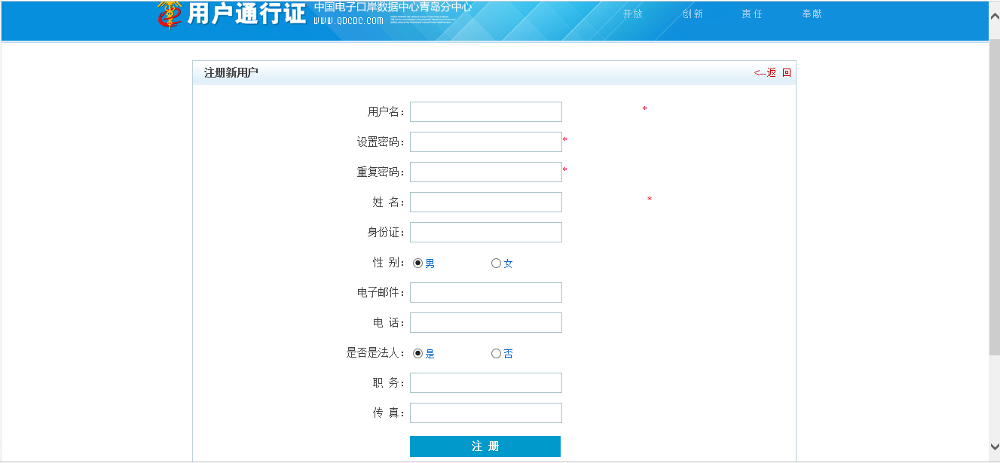 用户通行证
中国电子口岸数据中心青岛分中心
www.QDCDC.com
开放 创新 责任 奉献
注册新用户
<--返 回
用户名： *
设置密码： *
重复密码： *
姓 名： *
身份证：
性 别： 男 女
电子邮件：
电 话：
是否是法人： 是 否
职 务：
传 真：
注 册